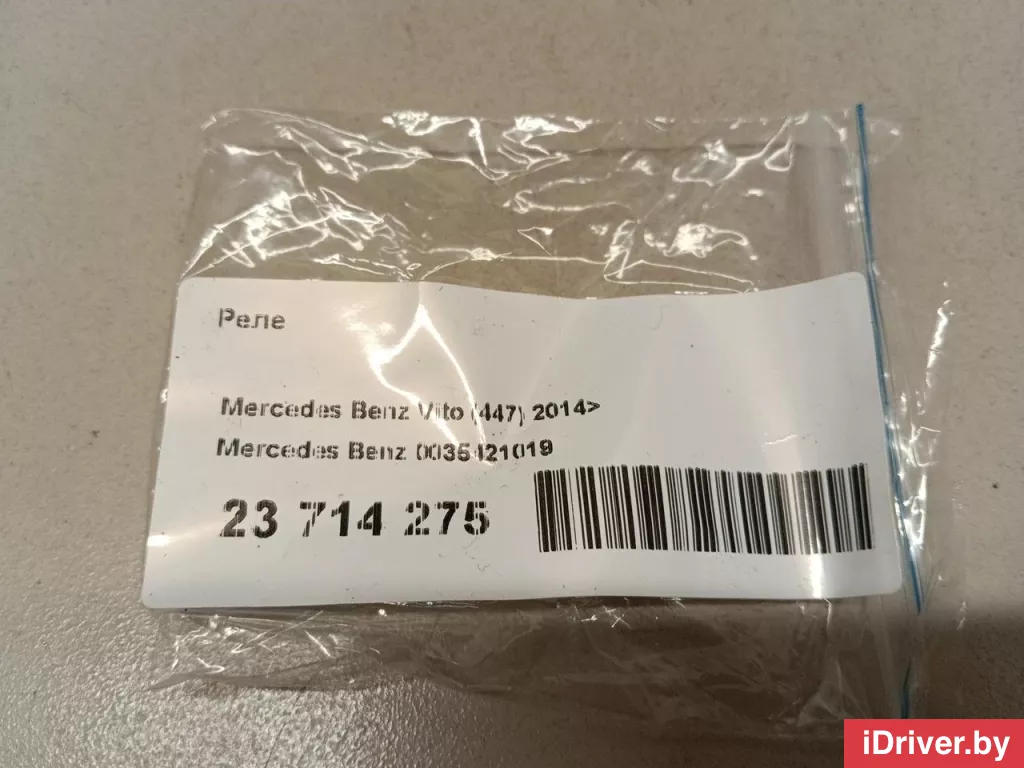 Реле
Mercedes Benz Vito (447) 2014>
Mercedes Benz 0035421019
23 714 275
iDriver.by